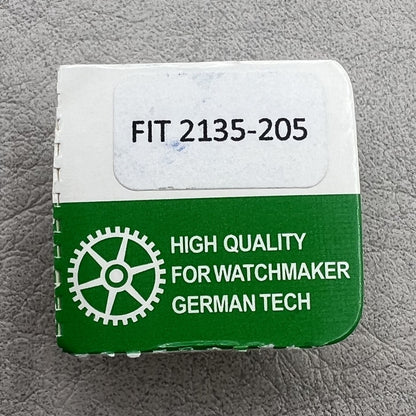 FIT 2135-205
HIGH QUALITY
FOR WATCHMAKER
GERMAN TECH